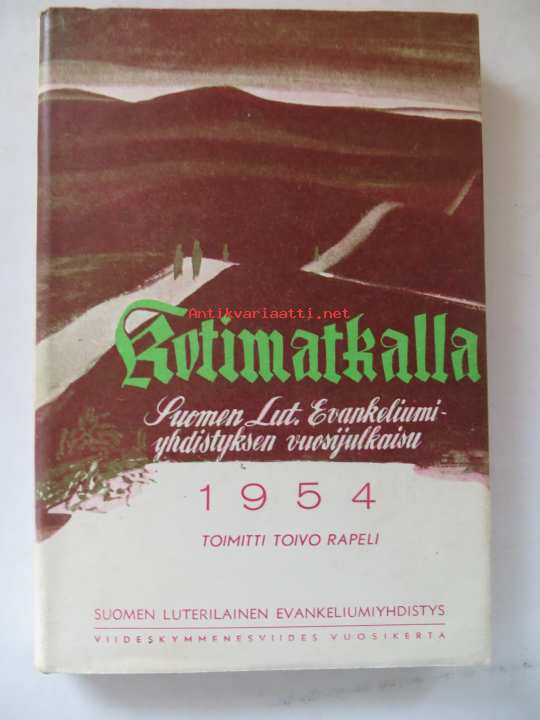 Antikvariaatti.net
Kotimatkalla
Suomen Lut. Evankeliumi-
yhdistyksen vuosijulkaisu
1954
TOIMITTI TOIVO RAPELI
SUOMEN LUTERILAINEN EVANKELIUMIYHDISTYS
VIIDESKYMMENESVIIDES VUOSIKERTA